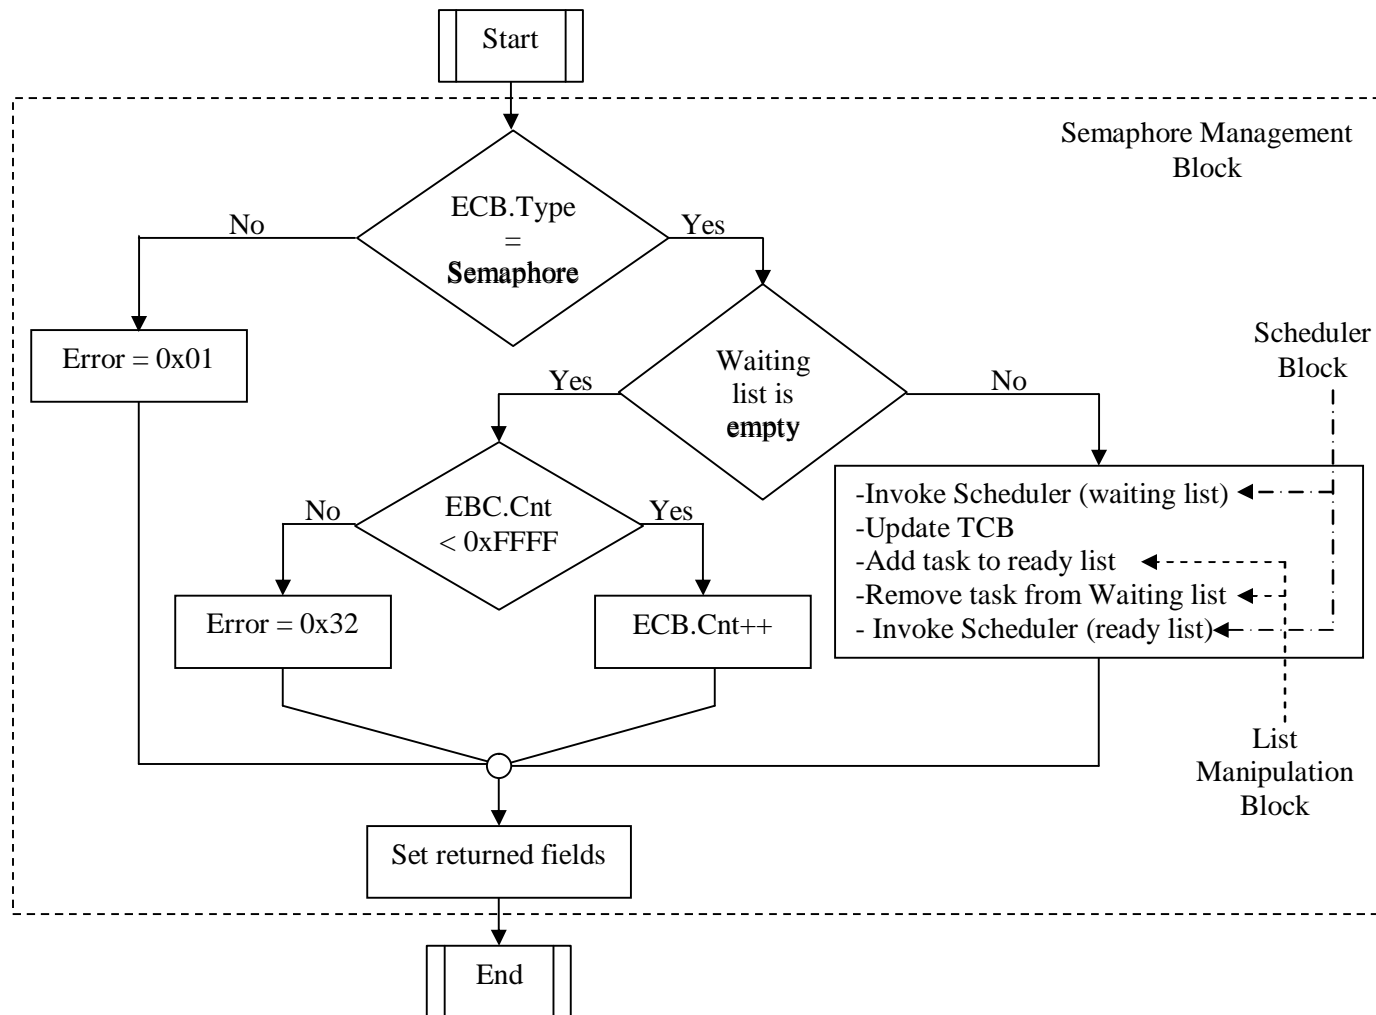 Start
Semaphore Management
Block
ECB.Type
=
Semaphore
No
Yes
Error = 0x01
Waiting
list is
empty
Yes
No
Scheduler
Block
EBC.Cnt
< 0xFFFF
No
Yes
Error = 0x32
ECB.Cnt++
-Invoke Scheduler (waiting list)
-Update TCB
-Add task to ready list
-Remove task from Waiting list
- Invoke Scheduler (ready list)
List
Manipulation
Block
Set returned fields
End